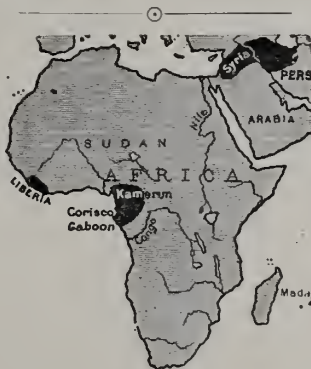 Syria
PERS
ARABIA
Nile
SUDAN
AFRICA
LIBERIA
Kamerun
Corisco
Gaboon
Congo
Mada